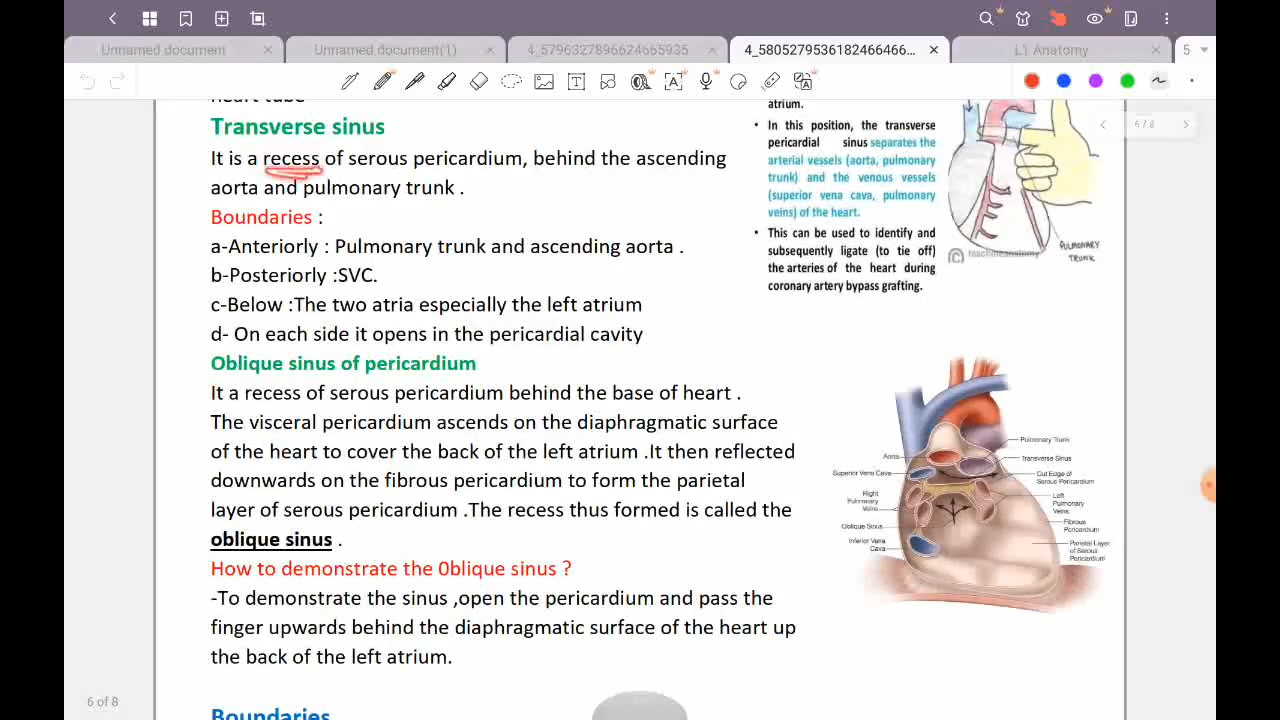 Unnamed document
Unnamed document(1)
4_5796327896624665935
4_5805279536182466466...
L1 Anatomy
5
6/8
heart tube
Transverse sinus
It is a recess of serous pericardium, behind the ascending
aorta and pulmonary trunk .
Boundaries :
a-Anteriorly : Pulmonary trunk and ascending aorta .
b-Posteriorly :SVC.
c-Below :The two atria especially the left atrium
d- On each side it opens in the pericardial cavity
Oblique sinus of pericardium
It a recess of serous pericardium behind the base of heart .
The visceral pericardium ascends on the diaphragmatic surface
of the heart to cover the back of the left atrium .It then reflected
downwards on the fibrous pericardium to form the parietal
layer of serous pericardium .The recess thus formed is called the
oblique sinus .
How to demonstrate the 0blique sinus ?
-To demonstrate the sinus ,open the pericardium and pass the
finger upwards behind the diaphragmatic surface of the heart up
the back of the left atrium.
Boundaries
atrium.
• In this position, the transverse
pericardial sinus separates the
arterial vessels (aorta, pulmonary
trunk) and the venous vessels
(superior vena cava, pulmonary
veins) of the heart.
• This can be used to identify and
subsequently ligate (to tie off)
the arteries of the heart during
coronary artery bypass grafting.
© teachmeanatomy
PULMONARY
TRUNK
Aorta
Superior Vena Cava
Right
Pulmonary
Veins
Oblique Sinus
Inferior Vena
Cava
Pulmonary Trunk
Transverse Sinus
Cut Edge of
Serous Pericardium
Left
Pulmonary
Veins
Fibrous
Pericardium
Parietal Layer
of Serous
Pericardium
6 of 8